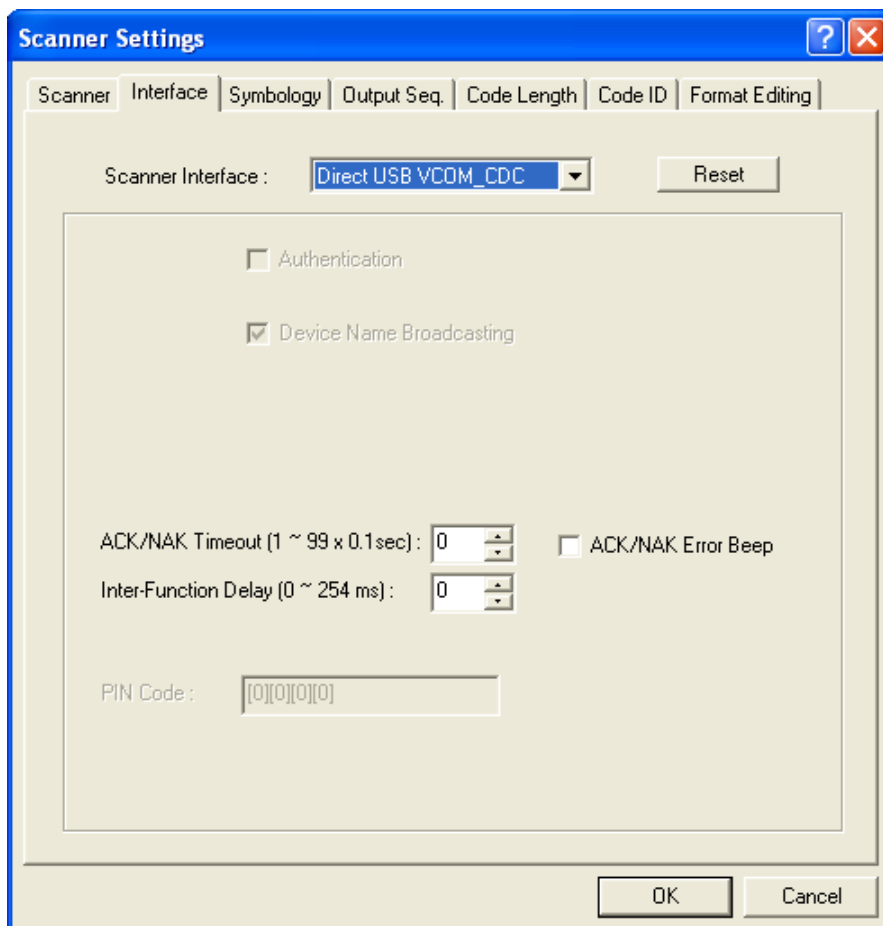 Scanner Settings
Scanner Interface Symbology Output Seq. Code Length Code ID Format Editing
Scanner Interface : Direct USB VCOM_CDC Reset
Authentication
Device Name Broadcasting
ACK/NAK Timeout (1 ~ 99 x 0.1sec) : 0 ACK/NAK Error Beep
Inter-Function Delay (0 ~ 254 ms) : 0
PIN Code : [0][0][0][0]
OK Cancel